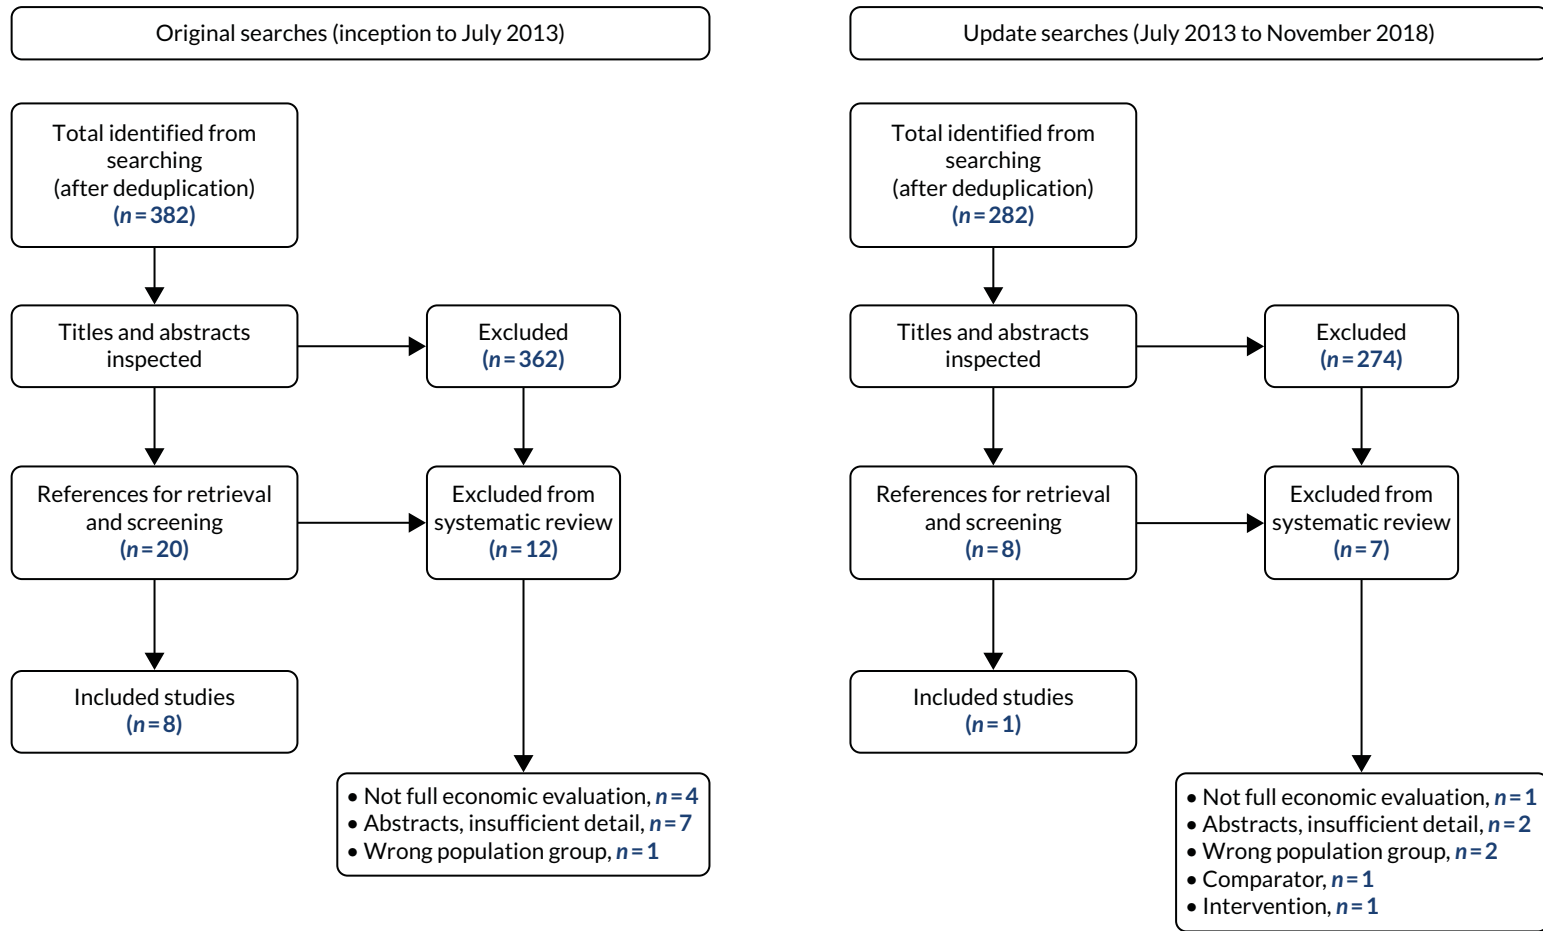 Original searches (inception to July 2013)
Total identified from
searching
(after deduplication)
(n=382)
Titles and abstracts
inspected
Excluded
(n=362)
References for retrieval
and screening
(n=20)
Excluded from
systematic review
(n=12)
Included studies
(n=8)
• Not full economic evaluation, n=4
• Abstracts, insufficient detail, n=7
• Wrong population group, n=1
Update searches (July 2013 to November 2018)
Total identified from
searching
(after deduplication)
(n=282)
Titles and abstracts
inspected
Excluded
(n=274)
References for retrieval
and screening
(n=8)
Excluded from
systematic review
(n=7)
Included studies
(n=1)
• Not full economic evaluation, n=1
• Abstracts, insufficient detail, n=2
• Wrong population group, n=2
• Comparator, n=1
• Intervention, n=1